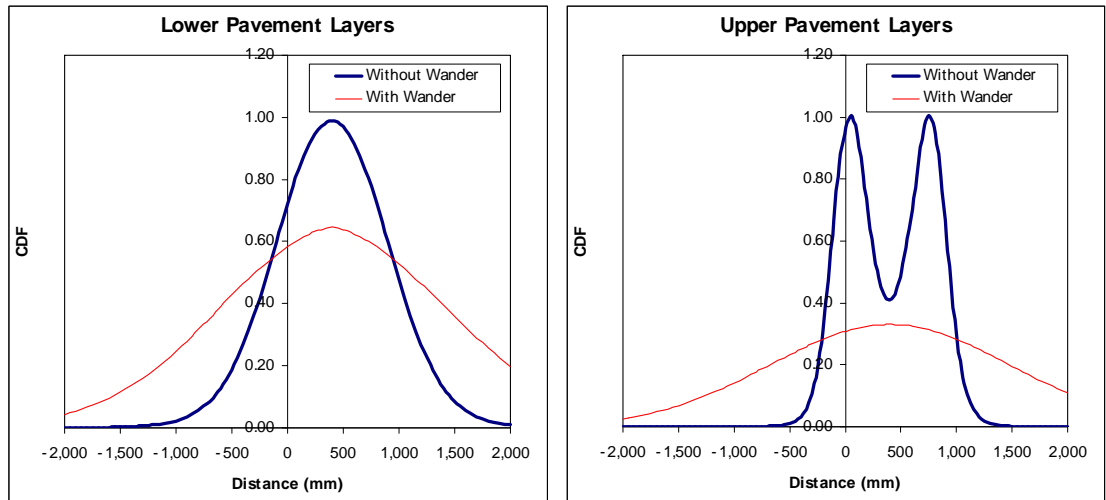 Lower Pavement Layers
1.20
Without Wander
With Wander
1.00
0.80
0.60
0.40
0.20
0.00
CDF
-2,000 -1,500 -1,000 -500 0 500 1,000 1,500 2,000
Distance (mm)
Upper Pavement Layers
1.20
Without Wander
With Wander
1.00
0.80
0.60
0.40
0.20
0.00
CDF
-2,000 -1,500 -1,000 -500 0 500 1,000 1,500 2,000
Distance (mm)